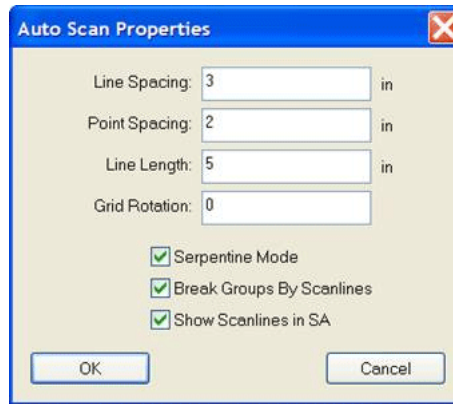 Auto Scan Properties
Line Spacing: 3 in
Point Spacing: 2 in
Line Length: 5 in
Grid Rotation: 0
Serpentine Mode
Break Groups By Scanlines
Show Scanlines in SA
OK Cancel